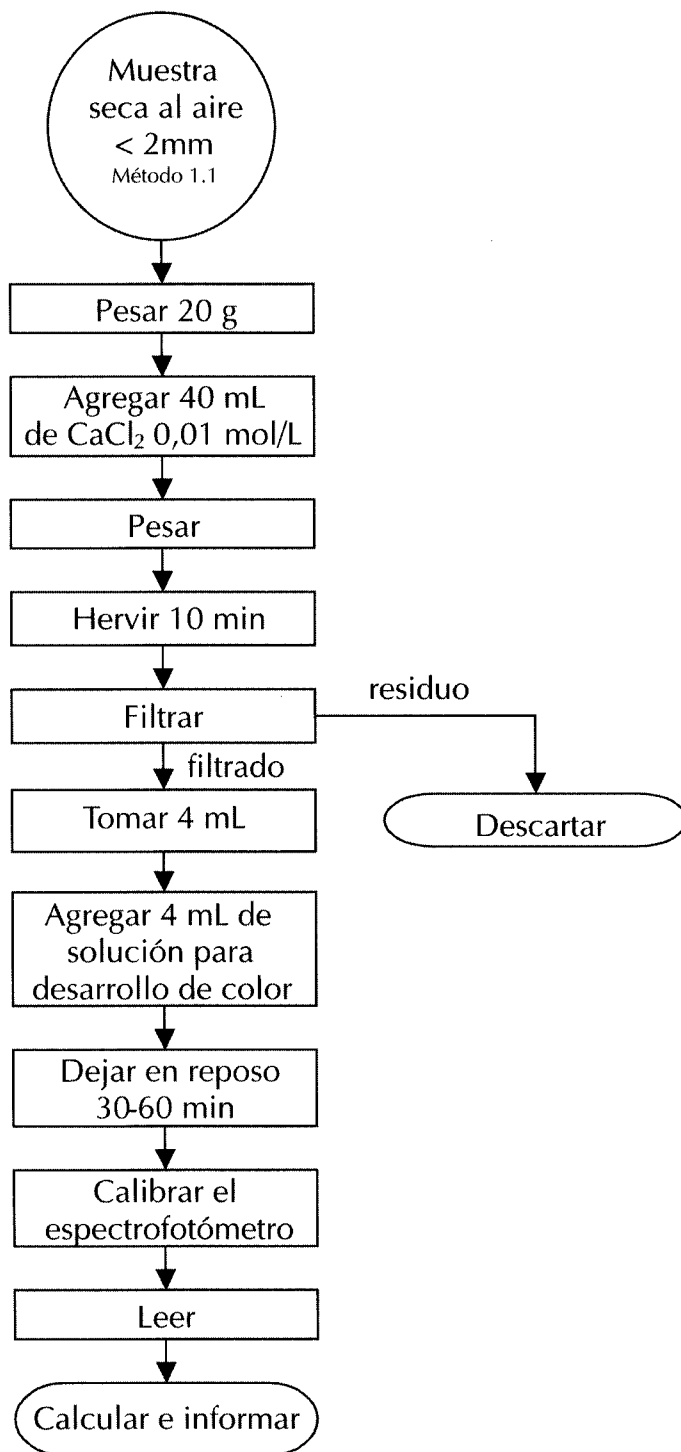 Muestra
seca al aire
< 2mm
Método 1.1
Pesar 20 g
Agregar 40 mL
de CaCl₂ 0,01 mol/L
Pesar
Hervir 10 min
Filtrar
residuo
filtrado
Tomar 4 mL
Descartar
Agregar 4 mL de
solución para
desarrollo de color
Dejar en reposo
30-60 min
Calibrar el
espectrofotómetro
Leer
Calcular e informar